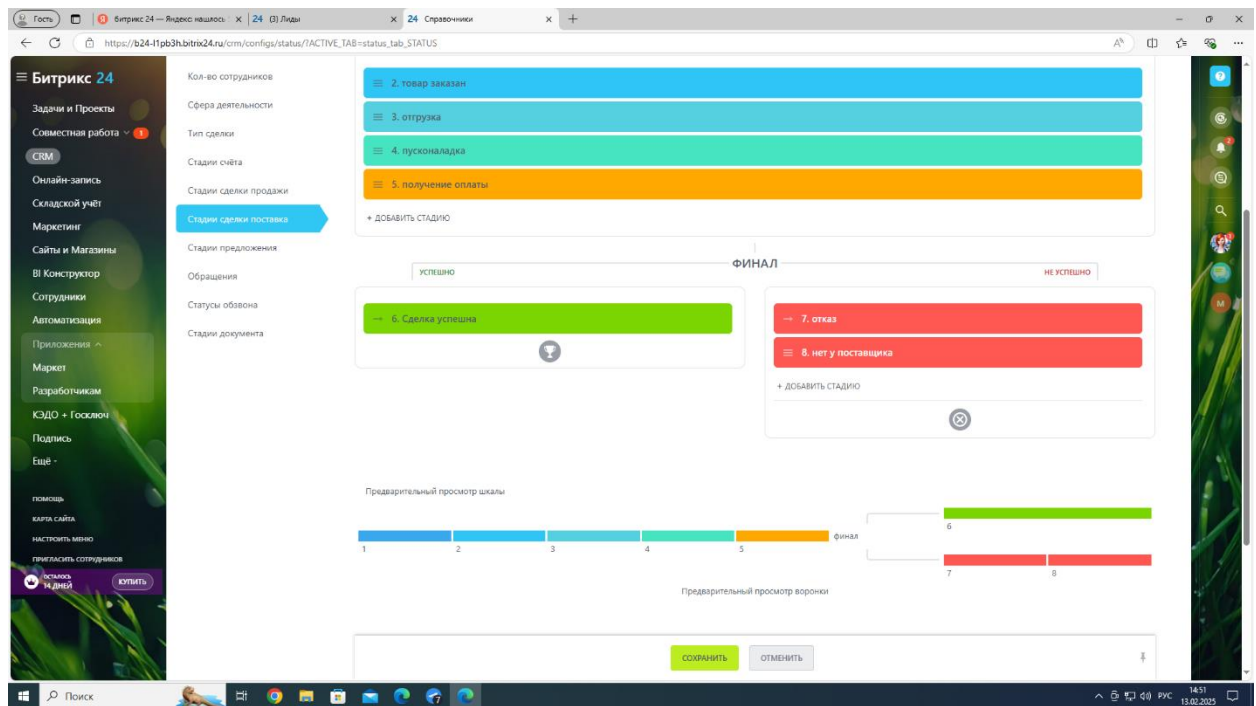 Гость
битрикс 24 — Яндекс: нашлось
24 (3) Лиды
24 Справочники
https://b24-l1pb3h.bitrix24.ru/crm/configs/status/?ACTIVE_TAB=status_tab_STATUS
Битрикс 24
Задачи и Проекты
Совместная работа 1
CRM
Онлайн-запись
Складской учёт
Маркетинг
Сайты и Магазины
BI Конструктор
Сотрудники
Автоматизация
Приложения
Маркет
Разработчикам
КЭДО + Госключ
Подпись
Ещё -
ПОМОЩЬ
КАРТА САЙТА
НАСТРОИТЬ МЕНЮ
ПРИГЛАСИТЬ СОТРУДНИКОВ
ОСТАЛОСЬ
14 ДНЕЙ
КУПИТЬ
Кол-во сотрудников
Сфера деятельности
Тип сделки
Стадии счёта
Стадии сделки продажи
Стадии сделки поставка
Стадии предложения
Обращения
Статусы обзвона
Стадии документа
2. товар заказан
3. отгрузка
4. пусконаладка
5. получение оплаты
+ ДОБАВИТЬ СТАДИЮ
ФИНАЛ
УСПЕШНО
НЕ УСПЕШНО
6. Сделка успешна
7. отказ
8. нет у поставщика
+ ДОБАВИТЬ СТАДИЮ
Предварительный просмотр шкалы
1 2 3 4 5
финал
6
7 8
Предварительный просмотр воронки
СОХРАНИТЬ
ОТМЕНИТЬ
2
M
Поиск
РУС
14:51
13.02.2025